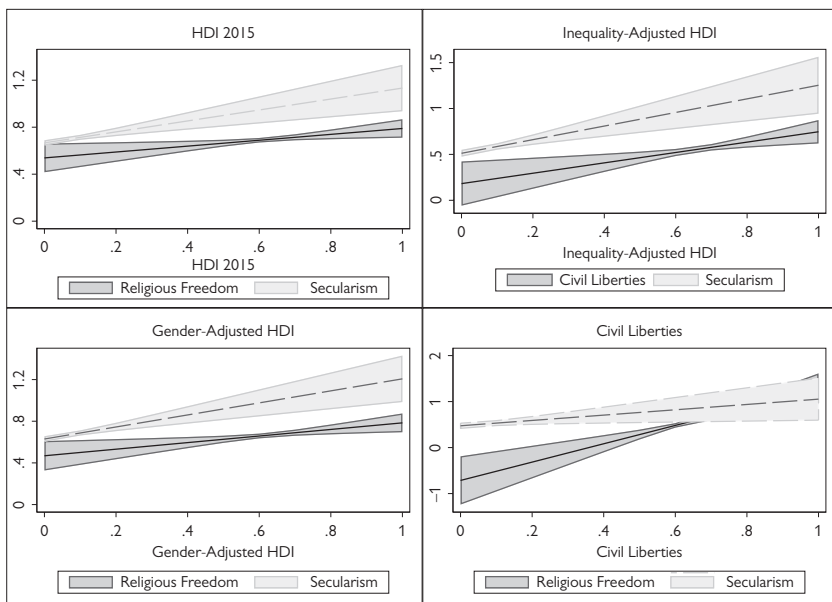 HDI 2015
1.2
.8
.4
0
0 .2 .4 .6 .8 1
HDI 2015
Religious Freedom Secularism
Inequality-Adjusted HDI
1.5
1
.5
0
0 .2 .4 .6 .8 1
Inequality-Adjusted HDI
Civil Liberties Secularism
Gender-Adjusted HDI
1.2
.8
.4
0
0 .2 .4 .6 .8 1
Gender-Adjusted HDI
Religious Freedom Secularism
Civil Liberties
2
1
0
−1
0 .2 .4 .6 .8 1
Civil Liberties
Religious Freedom Secularism